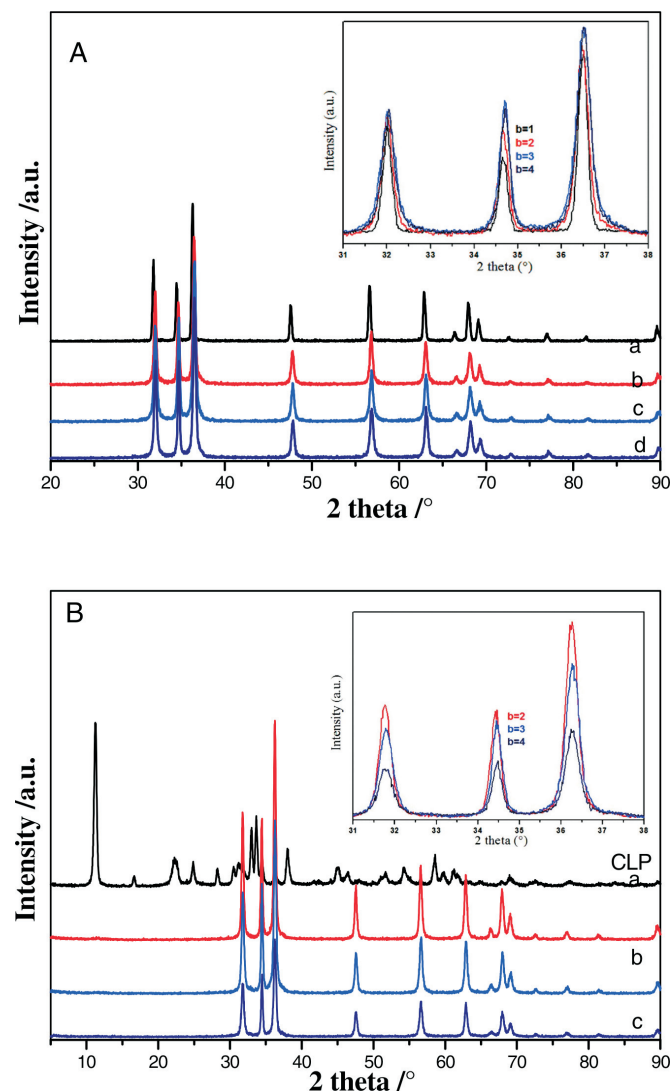 A
Intensity /a.u.
Intensity (a.u.)
b=1
b=2
b=3
b=4
31 32 33 34 35 36 37 38
2 theta (°)
a
b
c
d
20 30 40 50 60 70 80 90
2 theta /°
B
Intensity /a.u.
Intensity (a.u.)
b=2
b=3
b=4
31 32 33 34 35 36 37 38
2 theta (°)
CLP
a
b
c
10 20 30 40 50 60 70 80 90
2 theta /°